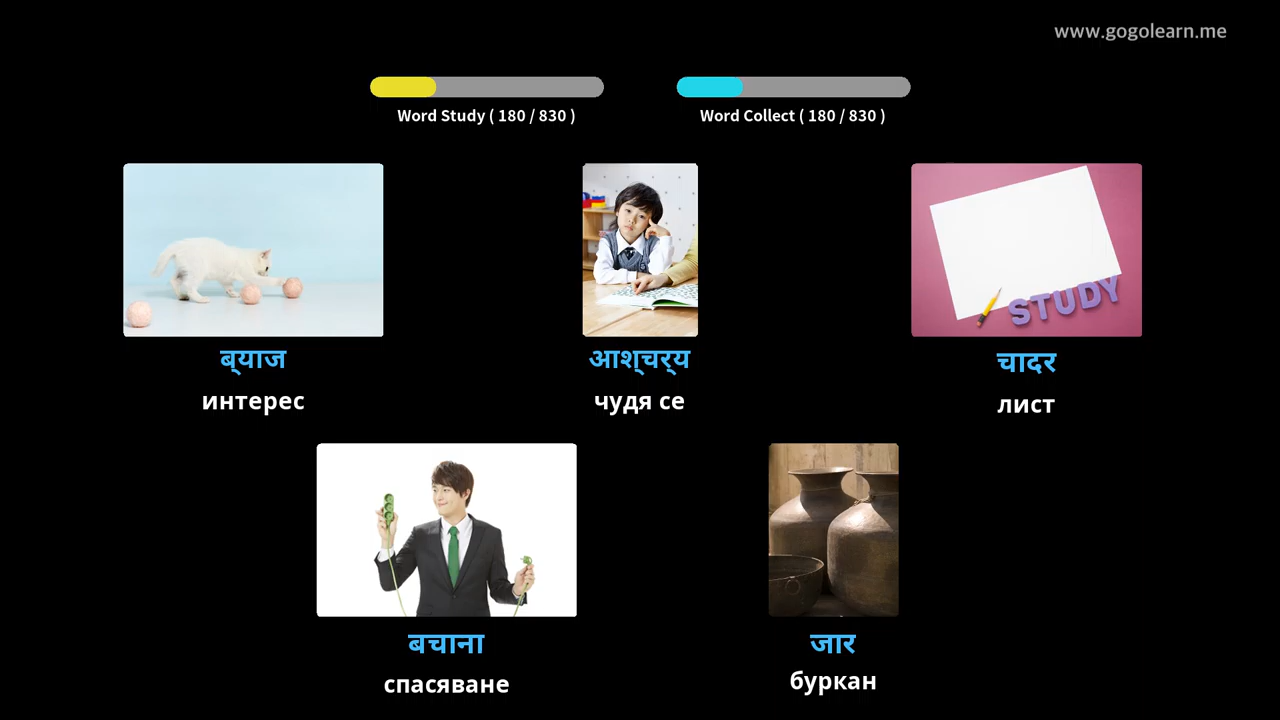 www.gogolearn.me
Word Study ( 180 / 830 )
Word Collect ( 180 / 830 )
STUDY
ब्याज
आश्चर्य
चादर
интерес
чудя се
лист
बचाना
जार
спасяване
буркан